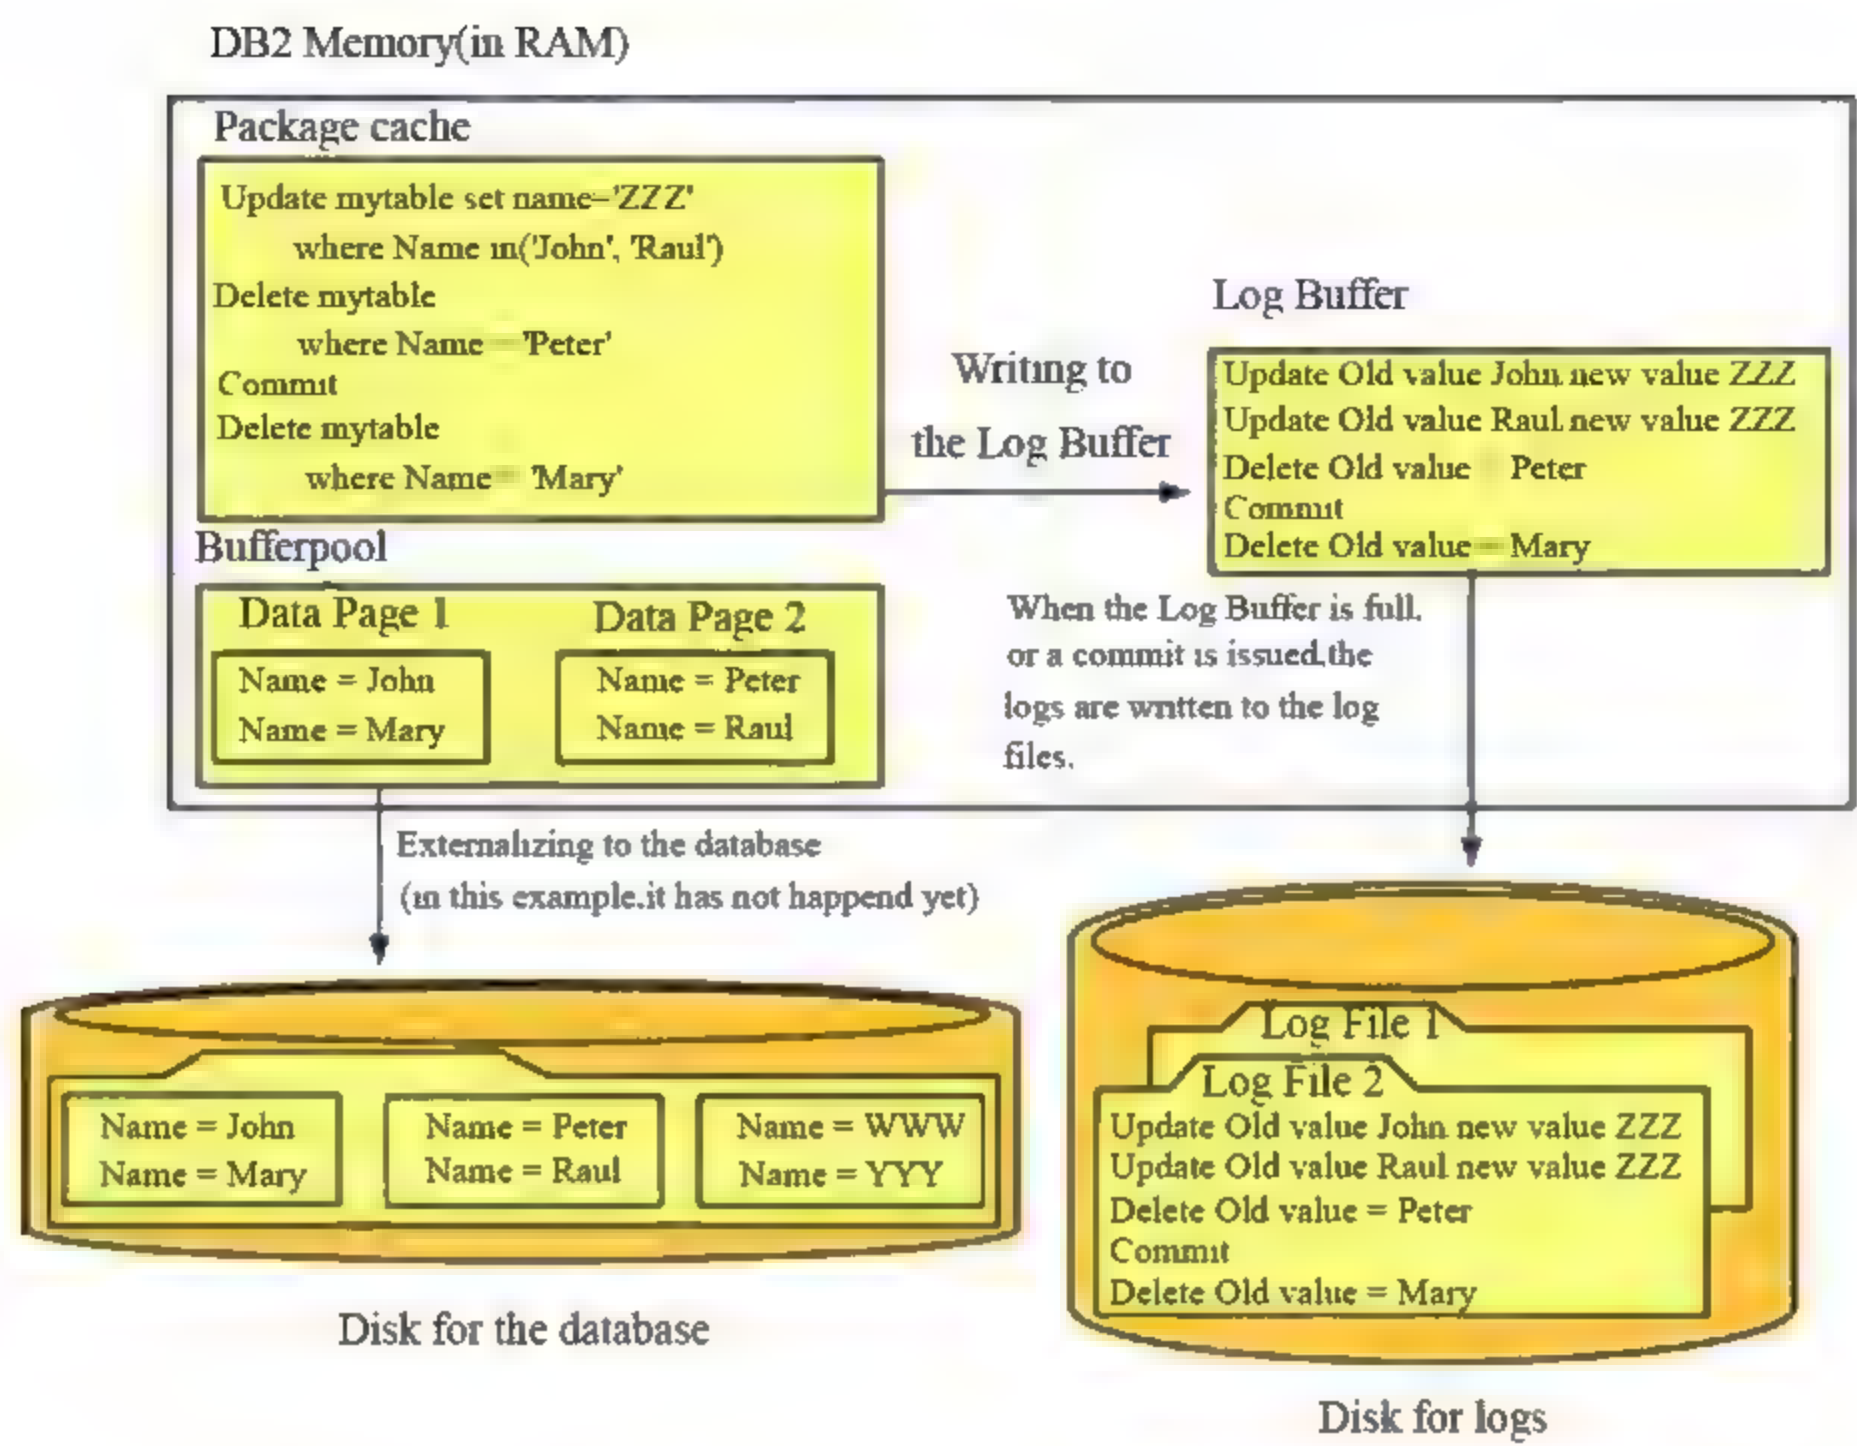 DB2 Memory(in RAM)
Package cache
Update mytable set name='ZZZ'
where Name in('John', 'Raul')
Delete mytable
where Name = 'Peter'
Commit
Delete mytable
where Name = 'Mary'
Writing to
the Log Buffer
Log Buffer
Update Old value John.new value ZZZ
Update Old value Raul.new value ZZZ
Delete Old value = Peter
Commit
Delete Old value = Mary
Bufferpool
Data Page 1
Name = John
Name = Mary
Data Page 2
Name = Peter
Name = Raul
When the Log Buffer is full.
or a commit is issued.the
logs are written to the log
files.
Externalizing to the database
(in this example.it has not happend yet)
Name = John
Name = Mary
Name = Peter
Name = Raul
Name = WWW
Name = YYY
Disk for the database
Log File 1
Log File 2
Update Old value John.new value ZZZ
Update Old value Raul new value ZZZ
Delete Old value = Peter
Commit
Delete Old value = Mary
Disk for logs